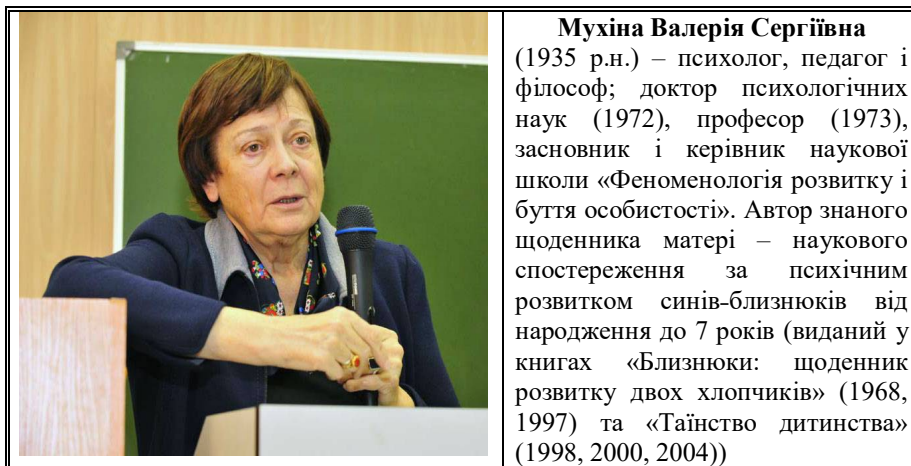 Мухіна Валерія Сергіївна
(1935 р.н.) – психолог, педагог і
філософ; доктор психологічних
наук (1972), професор (1973),
засновник і керівник наукової
школи «Феноменологія розвитку і
буття особистості». Автор знаного
щоденника матері – наукового
спостереження за психічним
розвитком синів-близнюків від
народження до 7 років (виданий у
книгах «Близнюки: щоденник
розвитку двох хлопчиків» (1968,
1997) та «Таїнство дитинства»
(1998, 2000, 2004))